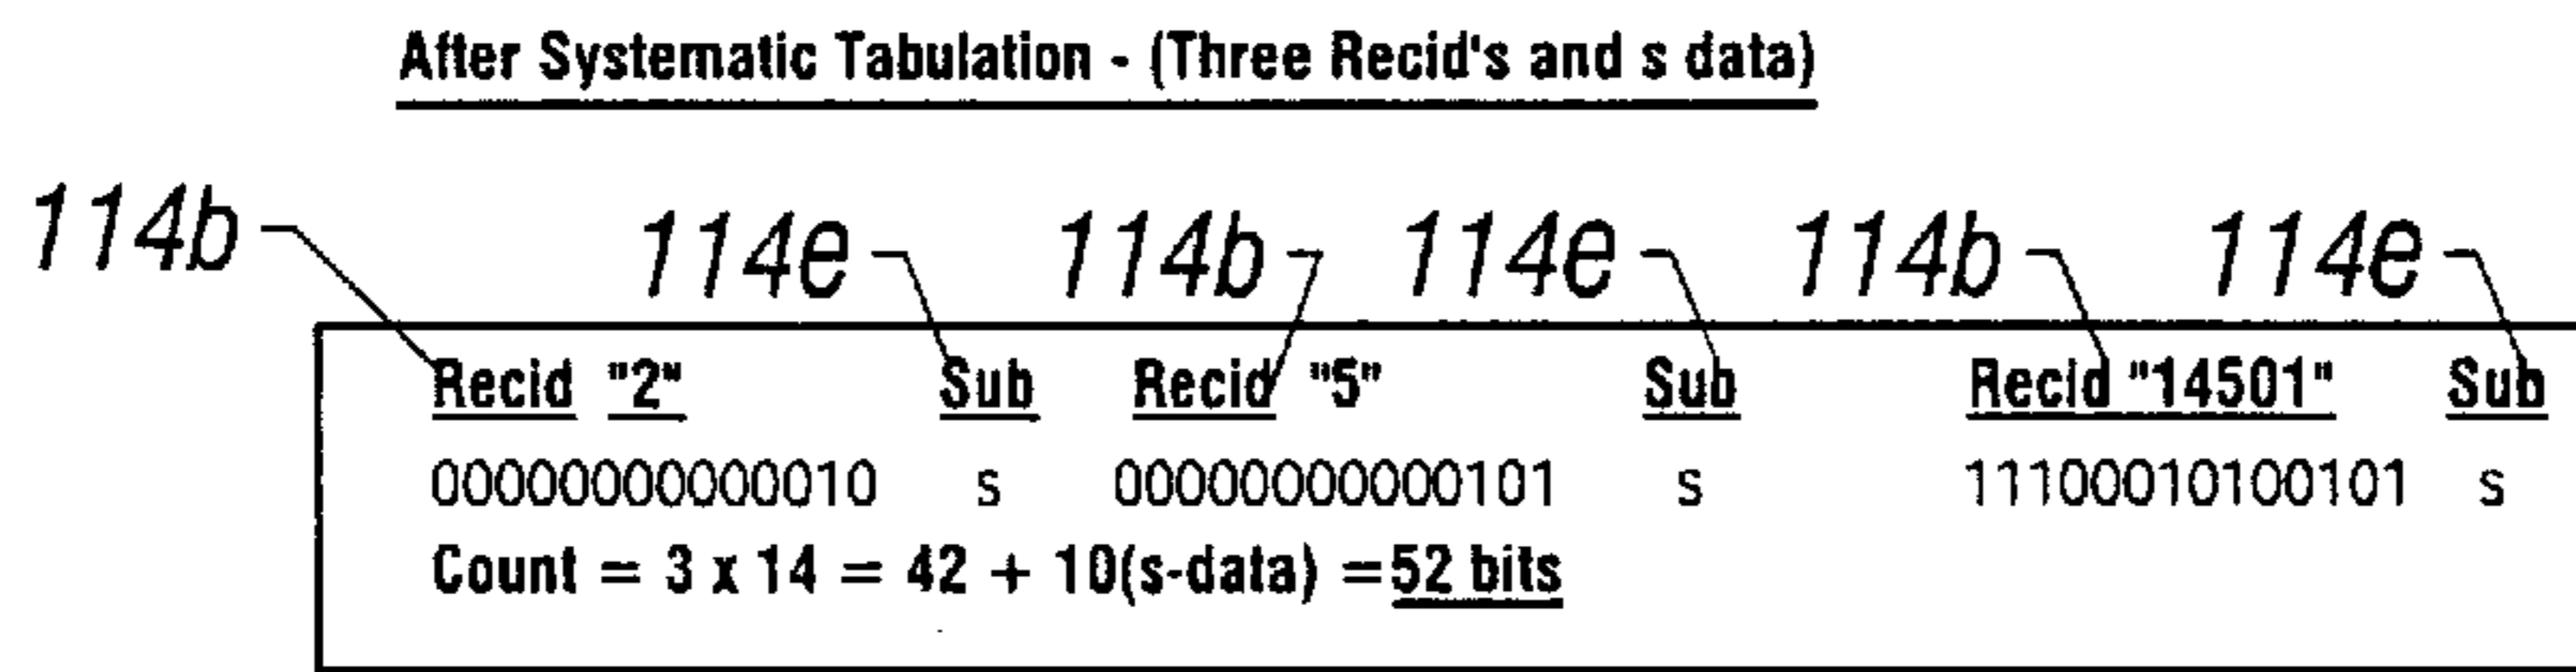 After Systematic Tabulation - (Three Recid's and s data)
114b 114e 114b 114e 114b 114e
Recid "2" Sub Recid "5" Sub Recid "14501" Sub
00000000000010 s 00000000000101 s 11100010100101 s
Count = 3 x 14 = 42 + 10(s-data) =52 bits